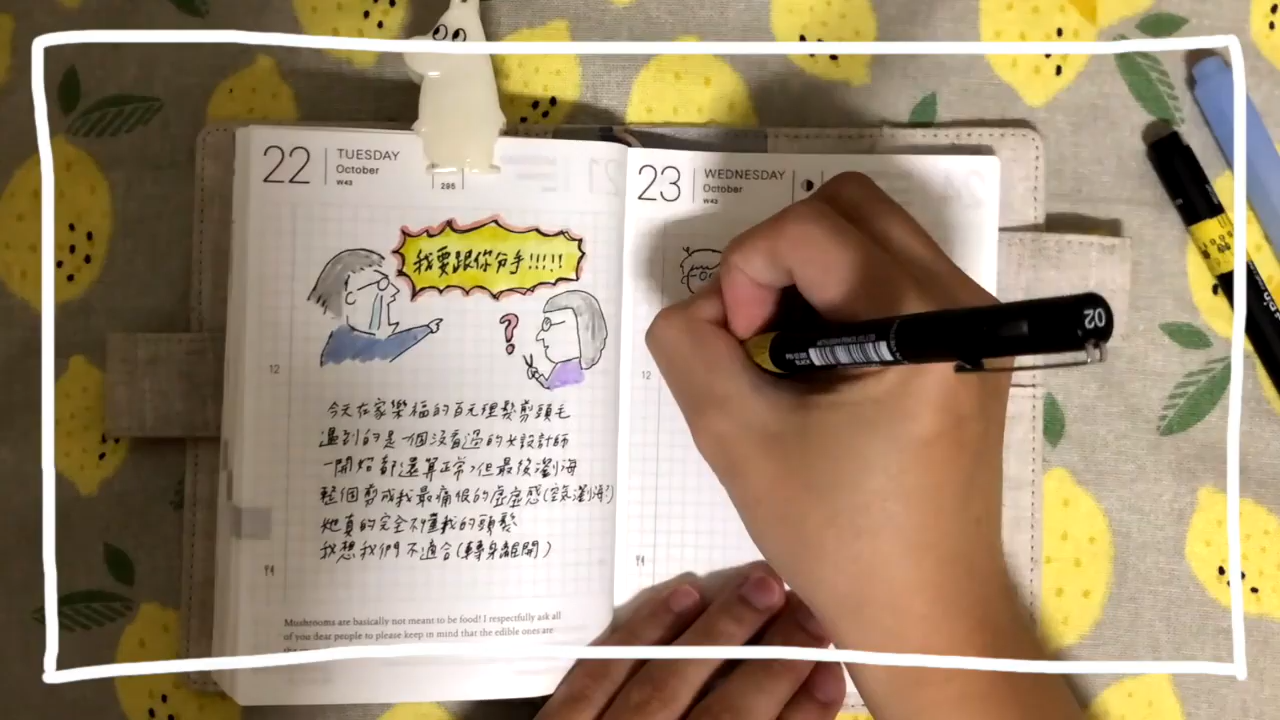 22
TUESDAY
October
W43
295
23
WEDNESDAY
October
W43
我要跟你分手!!!!!
?
12
今天在家樂福的百元理髮剪頭毛
遇到的是一個沒看過的女設計師
一開始都還算正常,但最後瀏海
整個剪成我最痛恨的虛虛感(空氣瀏海?)
她真的完全不懂我的頭髮
我想我們不適合(轉身離開)
Mushrooms are basically not meant to be food! I respectfully ask all
of you dear people to please keep in mind that the edible ones are
12
02
BLACK